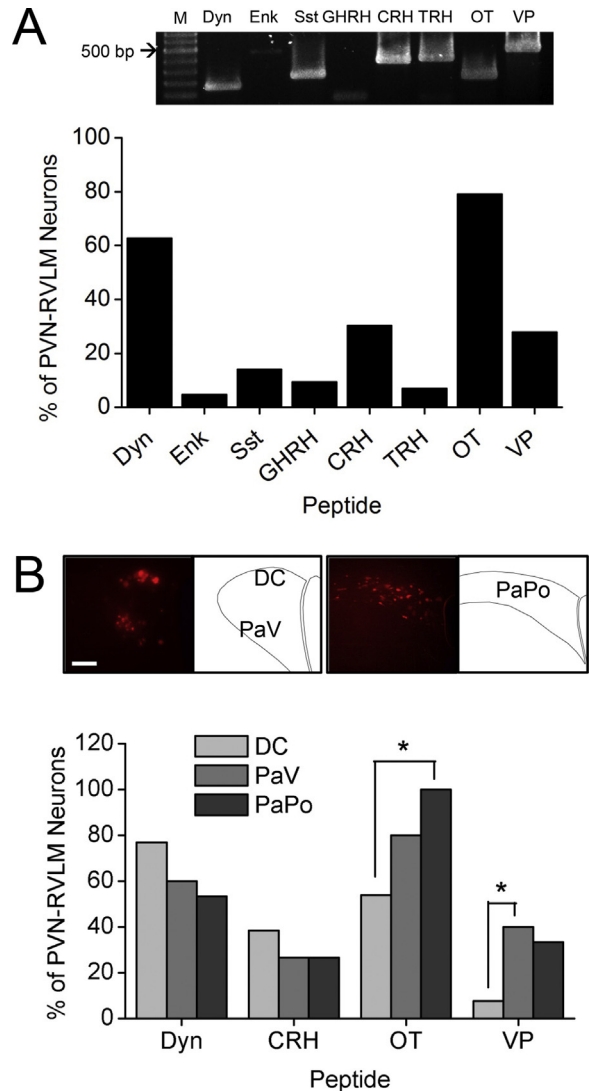 A
M Dyn Enk Sst GHRH CRH TRH OT VP
500 bp
100
80
60
40
20
0
% of PVN-RVLM Neurons
Dyn Enk Sst GHRH CRH TRH OT VP
Peptide
B
DC
PaV
PaPo
120
100
80
60
40
20
0
% of PVN-RVLM Neurons
DC
PaV
PaPo
*
*
Dyn CRH OT VP
Peptide